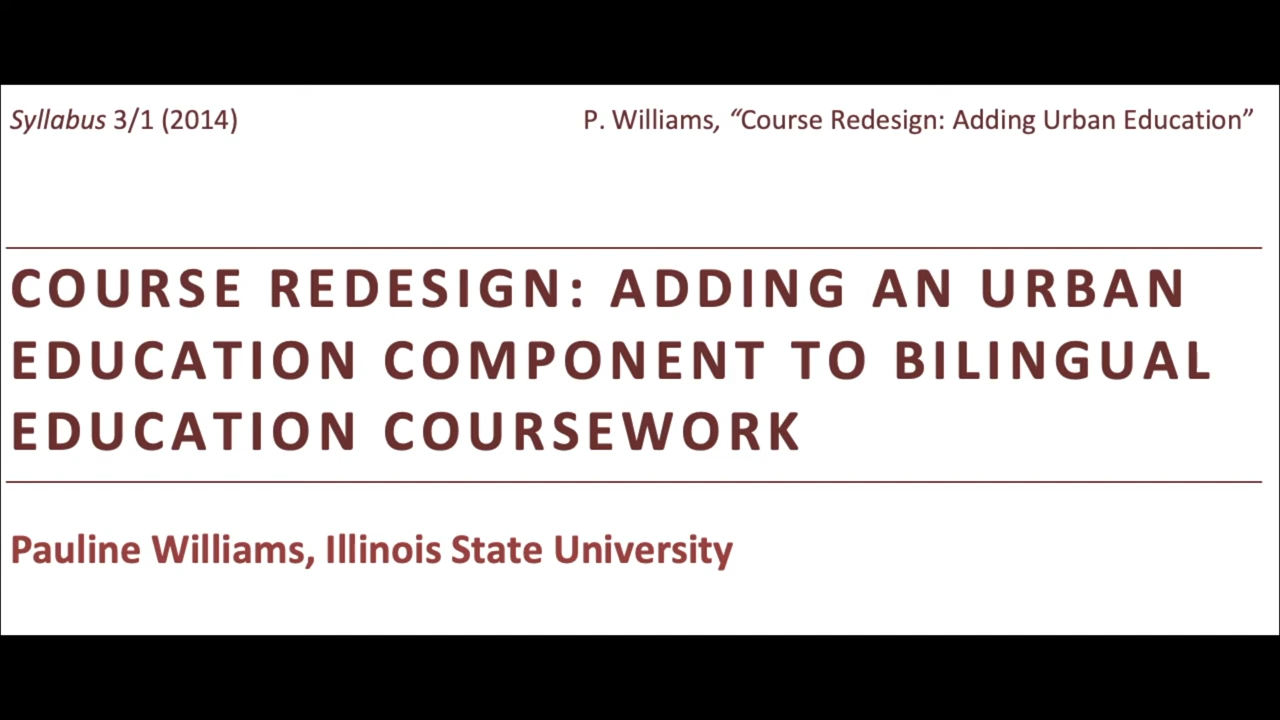 Syllabus 3/1 (2014)
P. Williams, “Course Redesign: Adding Urban Education”
COURSE REDESIGN: ADDING AN URBAN
EDUCATION COMPONENT TO BILINGUAL
EDUCATION COURSEWORK
Pauline Williams, Illinois State University